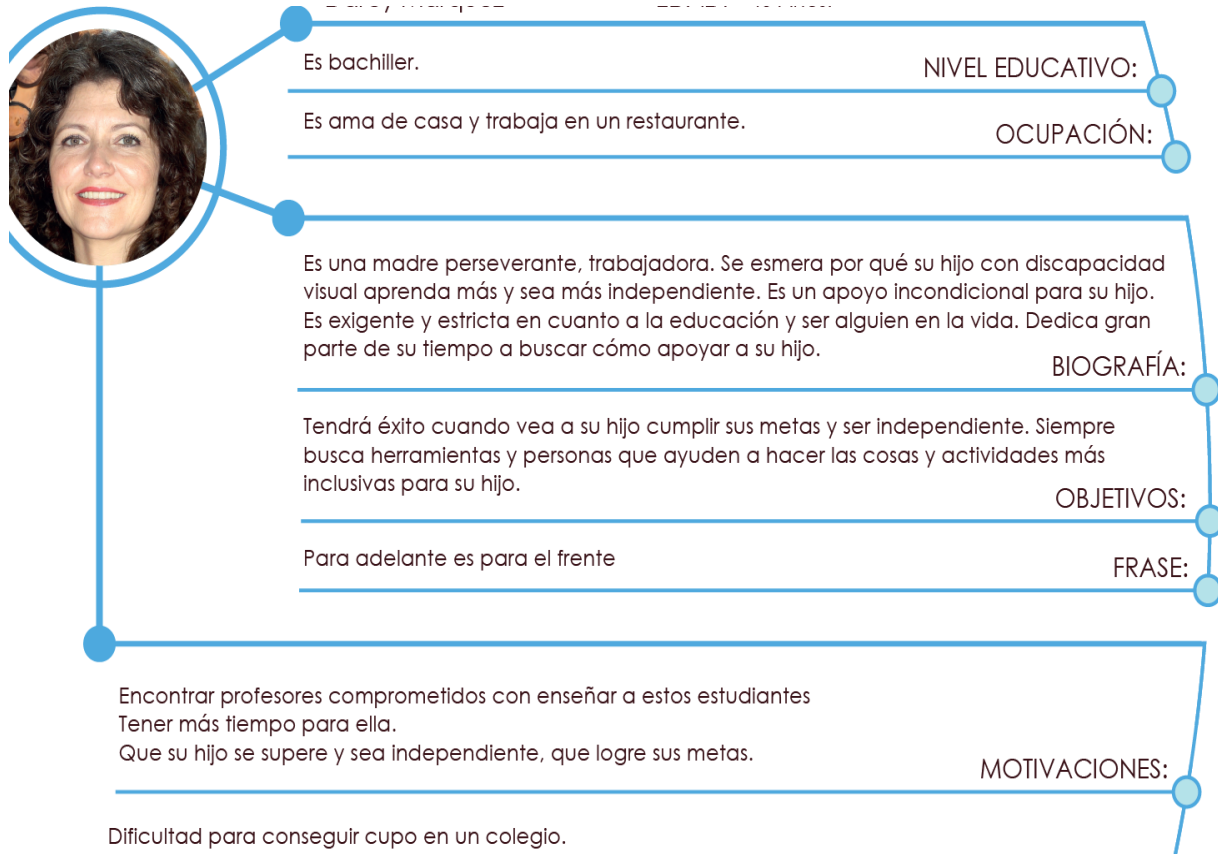 Es bachiller.
NIVEL EDUCATIVO:
Es ama de casa y trabaja en un restaurante.
OCUPACIÓN:
Es una madre perseverante, trabajadora. Se esmera por qué su hijo con discapacidad
visual aprenda más y sea más independiente. Es un apoyo incondicional para su hijo.
Es exigente y estricta en cuanto a la educación y ser alguien en la vida. Dedica gran
parte de su tiempo a buscar cómo apoyar a su hijo.
BIOGRAFÍA:
Tendrá éxito cuando vea a su hijo cumplir sus metas y ser independiente. Siempre
busca herramientas y personas que ayuden a hacer las cosas y actividades más
inclusivas para su hijo.
OBJETIVOS:
Para adelante es para el frente
FRASE:
Encontrar profesores comprometidos con enseñar a estos estudiantes
Tener más tiempo para ella.
Que su hijo se supere y sea independiente, que logre sus metas.
MOTIVACIONES:
Dificultad para conseguir cupo en un colegio.